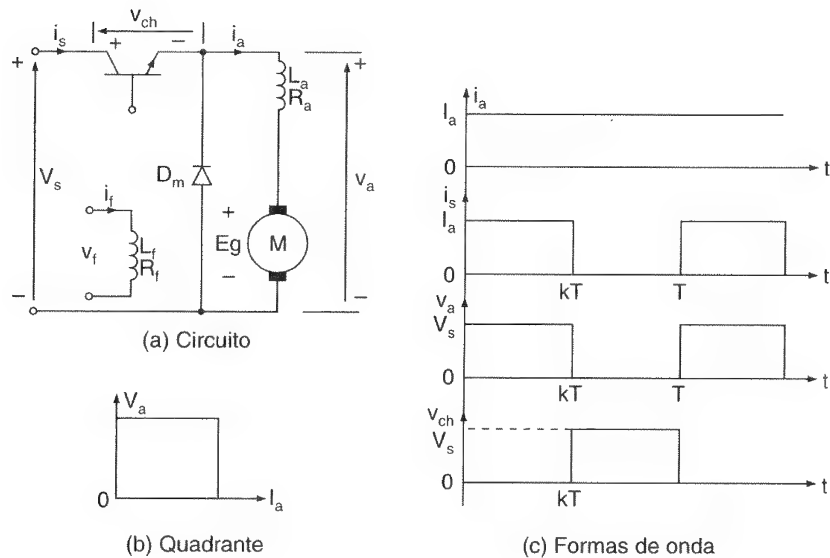 v_ch
+ −
i_s i_a
+ +
L_a
R_a
V_s D_m v_a
i_f
+
v_f L_f
R_f
Eg M
−
− −
(a) Circuito
V_a
0 I_a
(b) Quadrante
i_a
I_a
0 t
i_s
I_a
0 t
kT T
v_a
V_s
0 t
kT T
v_ch
V_s
0 t
kT
(c) Formas de onda